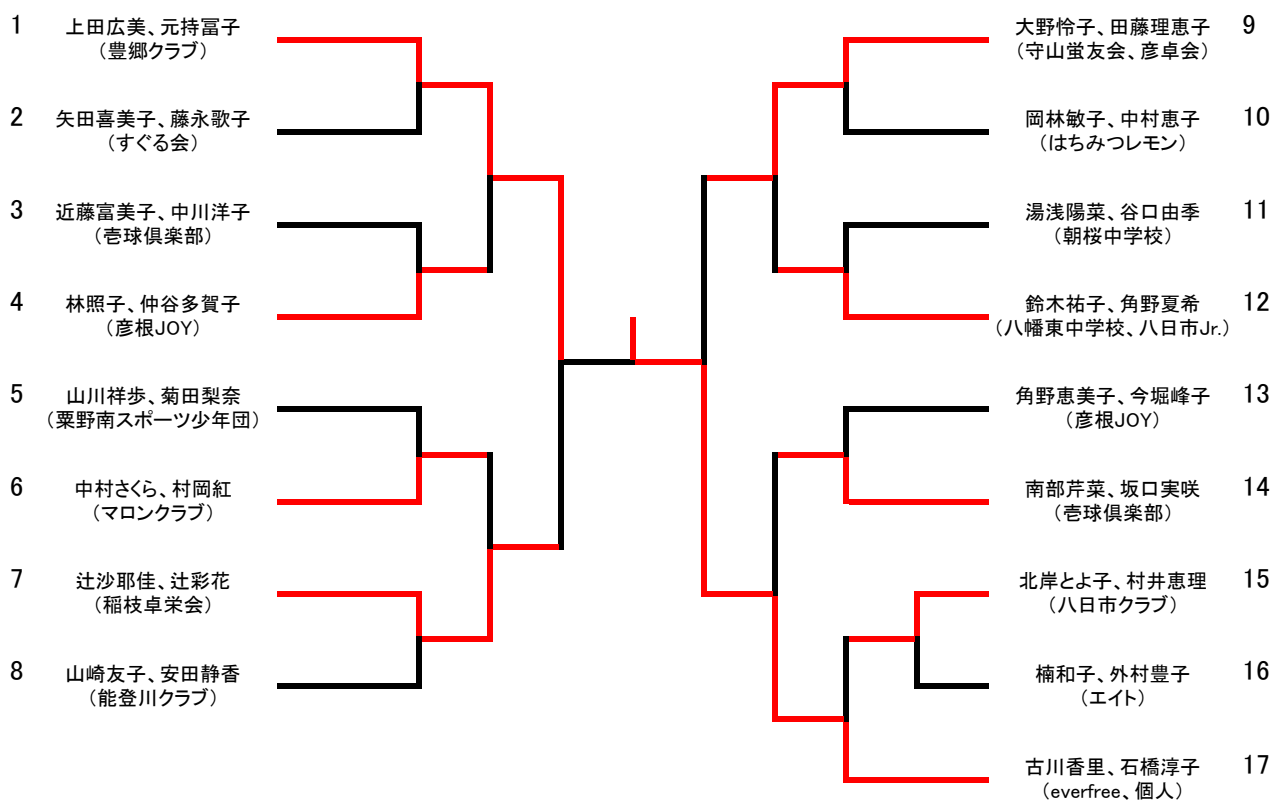 1
上田広美、元持冨子
（豊郷クラブ）
2
矢田喜美子、藤永歌子
（すぐる会）
3
近藤富美子、中川洋子
（壱球倶楽部）
4
林照子、仲谷多賀子
（彦根JOY）
5
山川祥歩、菊田梨奈
（粟野南スポーツ少年団）
6
中村さくら、村岡紅
（マロンクラブ）
7
辻沙耶佳、辻彩花
（稲枝卓栄会）
8
山崎友子、安田静香
（能登川クラブ）
大野怜子、田藤理恵子
9
（守山蛍友会、彦卓会）
岡林敏子、中村恵子
10
（はちみつレモン）
湯浅陽菜、谷口由季
11
（朝桜中学校）
鈴木祐子、角野夏希
12
（八幡東中学校、八日市Jr.）
角野恵美子、今堀峰子
13
（彦根JOY）
南部芹菜、坂口実咲
14
（壱球倶楽部）
北岸とよ子、村井恵理
15
（八日市クラブ）
楠和子、外村豊子
16
（エイト）
古川香里、石橋淳子
17
（everfree、個人）